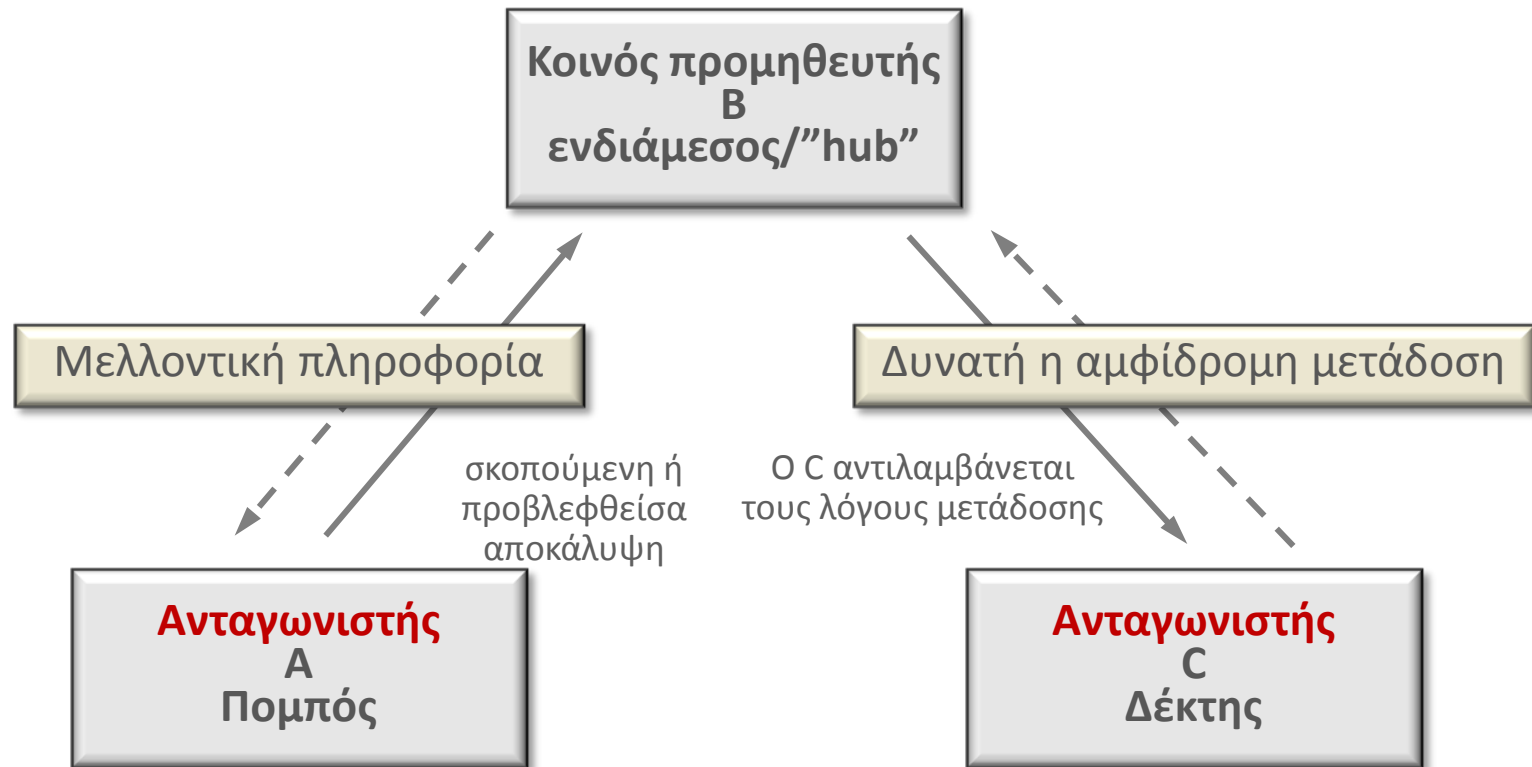 Κοινός προμηθευτής
Β
ενδιάμεσος/”hub”
Μελλοντική πληροφορία
Δυνατή η αμφίδρομη μετάδοση
σκοπούμενη ή
προβλεφθείσα
αποκάλυψη
Ο C αντιλαμβάνεται
τους λόγους μετάδοσης
Ανταγωνιστής
Α
Πομπός
Ανταγωνιστής
C
Δέκτης